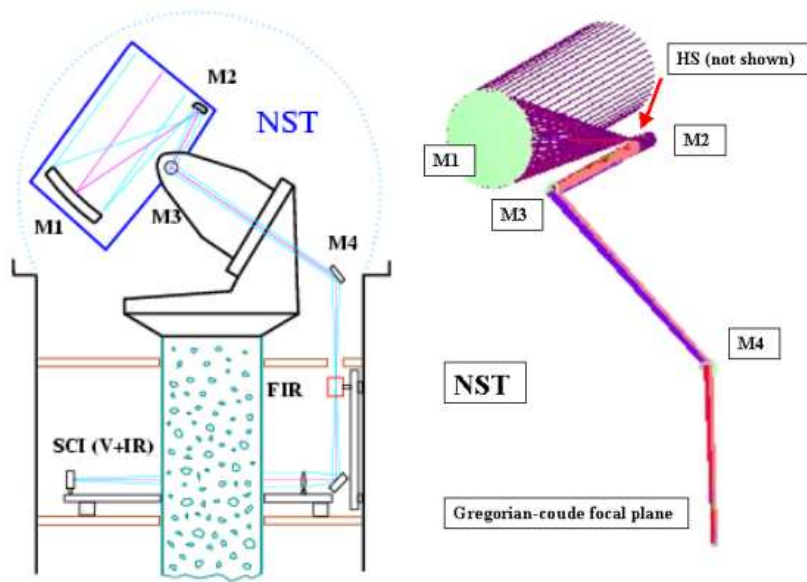 M2
NST
M1
M3
M4
FIR
SCI (V+IR)
HS (not shown)
M1
M2
M3
M4
NST
Gregorian-coude focal plane